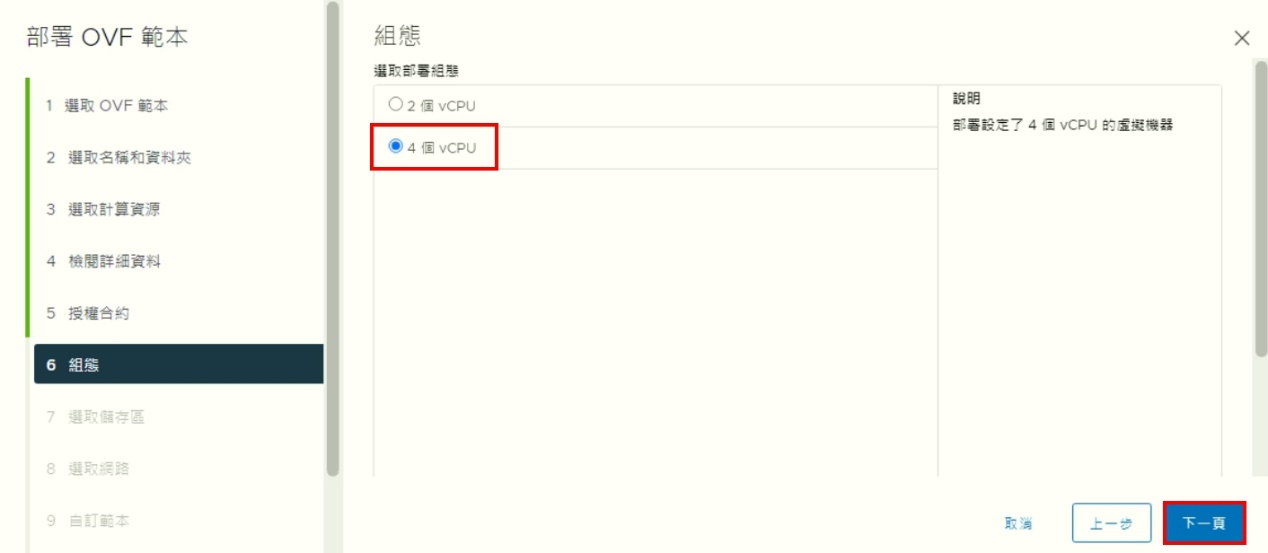 部署 OVF 範本
1 選取 OVF 範本
2 選取名稱和資料夾
3 選取計算資源
4 檢閱詳細資料
5 授權合約
6 組態
7 選取儲存區
8 選取網路
9 自訂範本
組態
選取部署組態
2 個 vCPU
4 個 vCPU
說明
部署設定了 4 個 vCPU 的虛擬機器
取消
上一步
下一頁